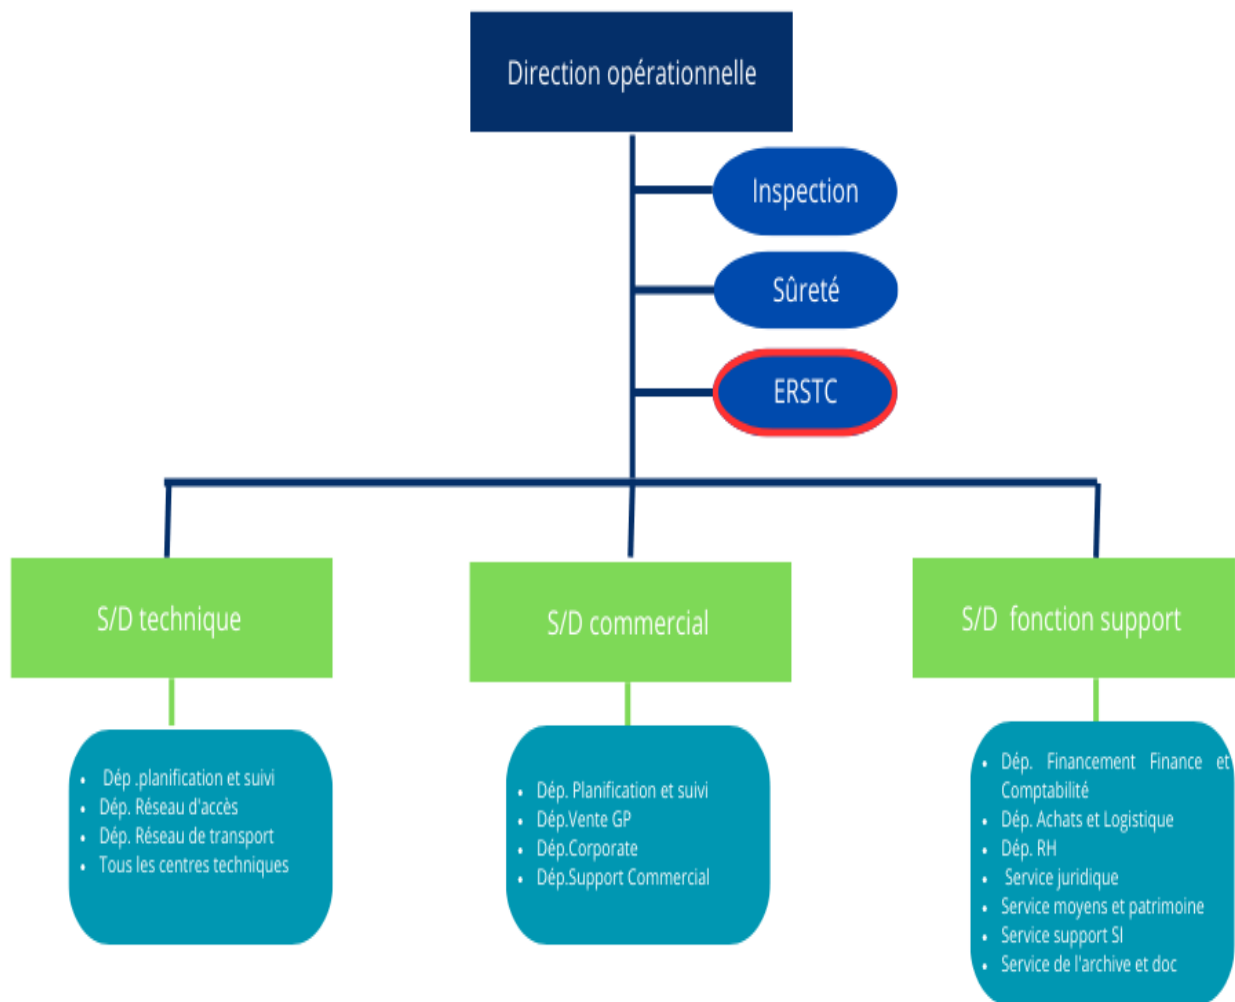 Direction opérationnelle
Inspection
Sûreté
ERSTC
S/D technique
S/D commercial
S/D fonction support
• Dép .planification et suivi
• Dép. Réseau d'accès
• Dép. Réseau de transport
• Tous les centres techniques
• Dép. Planification et suivi
• Dép.Vente GP
• Dép.Corporate
• Dép.Support Commercial
• Dép. Financement Finance et
Comptabilité
• Dép. Achats et Logistique
• Dép. RH
• Service juridique
• Service moyens et patrimoine
• Service support SI
• Service de l'archive et doc